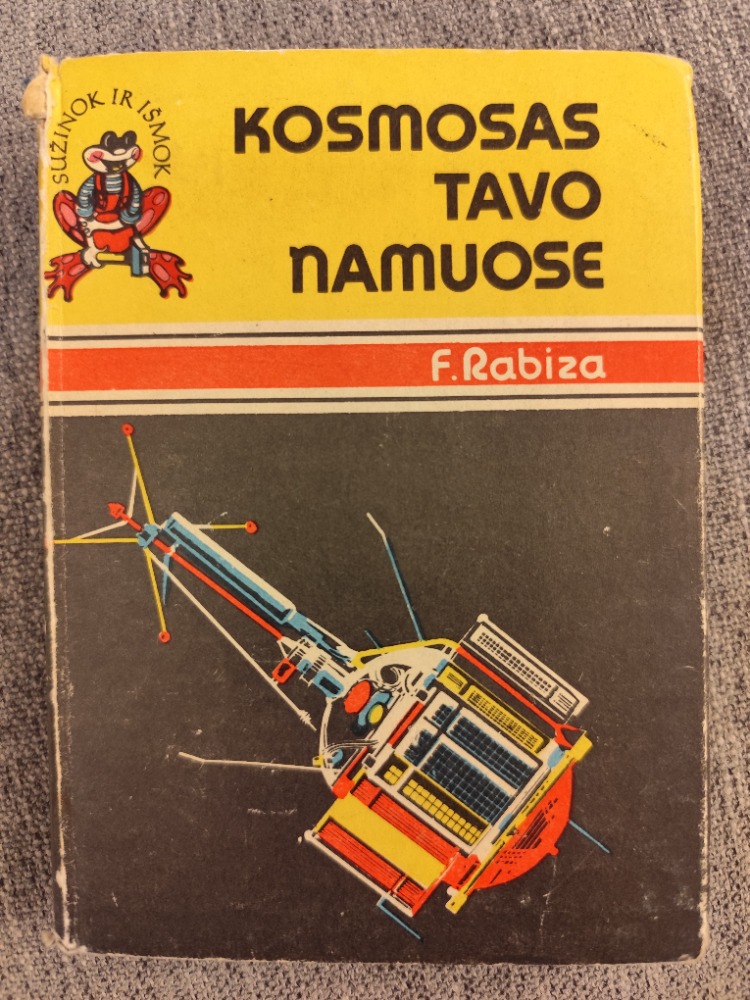 SUŽINOK IR IŠMOK
KOSMOSAS
TAVO
NAMUOSE
F. Rabiza